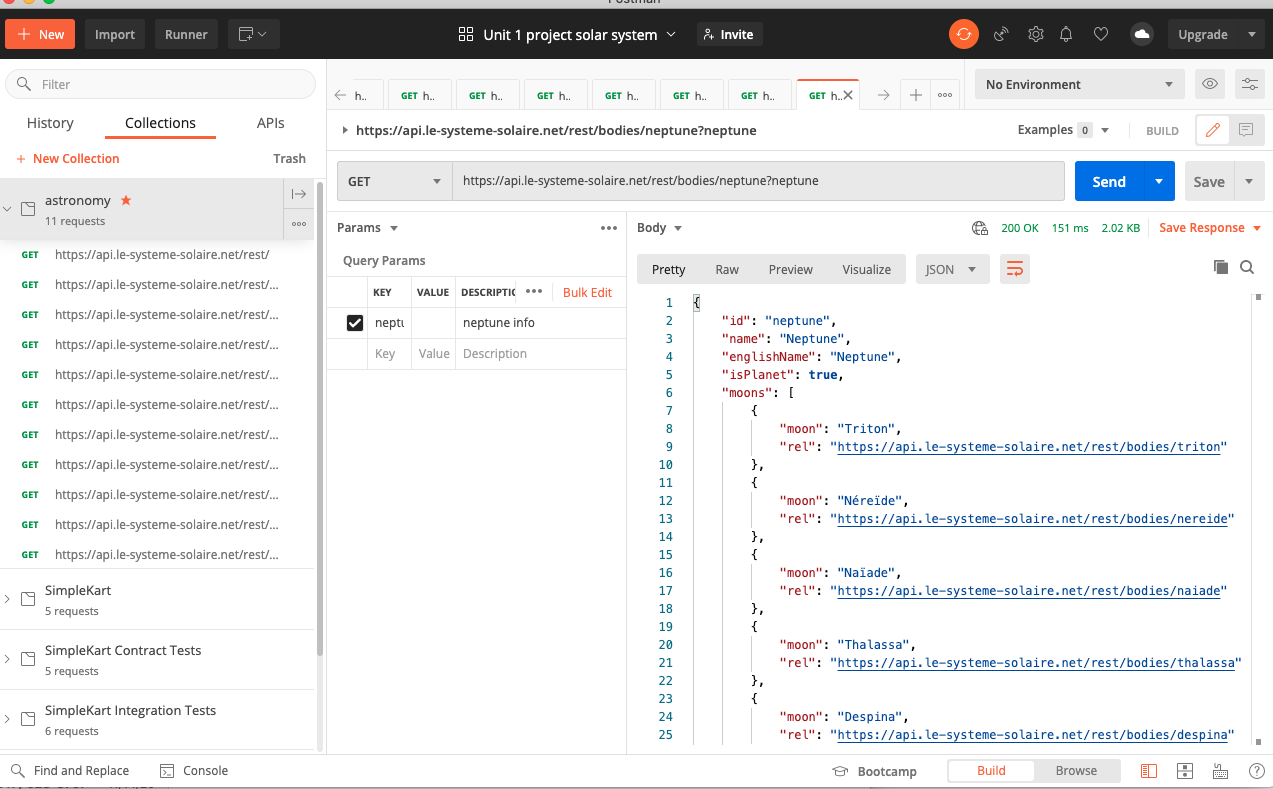 Postman
New
Import
Runner
Unit 1 project solar system
Invite
Upgrade
Filter
History
Collections
APIs
+ New Collection
Trash
astronomy
11 requests
GET https://api.le-systeme-solaire.net/rest/
GET https://api.le-systeme-solaire.net/rest/...
GET https://api.le-systeme-solaire.net/rest/...
GET https://api.le-systeme-solaire.net/rest/...
GET https://api.le-systeme-solaire.net/rest/...
GET https://api.le-systeme-solaire.net/rest/...
GET https://api.le-systeme-solaire.net/rest/...
GET https://api.le-systeme-solaire.net/rest/...
GET https://api.le-systeme-solaire.net/rest/...
GET https://api.le-systeme-solaire.net/rest/...
GET https://api.le-systeme-solaire.net/rest/...
SimpleKart
5 requests
SimpleKart Contract Tests
5 requests
SimpleKart Integration Tests
6 requests
h.. GET h.. GET h.. GET h.. GET h.. GET h.. GET h.. GET h..
No Environment
https://api.le-systeme-solaire.net/rest/bodies/neptune?neptune
Examples 0
BUILD
GET
https://api.le-systeme-solaire.net/rest/bodies/neptune?neptune
Send
Save
Params
Query Params
KEY VALUE DESCRIPTIC Bulk Edit
neptu neptune info
Key Value Description
Body
200 OK 151 ms 2.02 KB Save Response
Pretty Raw Preview Visualize JSON
1 {
2 "id": "neptune",
3 "name": "Neptune",
4 "englishName": "Neptune",
5 "isPlanet": true,
6 "moons": [
7 {
8 "moon": "Triton",
9 "rel": "https://api.le-systeme-solaire.net/rest/bodies/triton"
10 },
11 {
12 "moon": "Néreïde",
13 "rel": "https://api.le-systeme-solaire.net/rest/bodies/nereide"
14 },
15 {
16 "moon": "Naïade",
17 "rel": "https://api.le-systeme-solaire.net/rest/bodies/naiade"
18 },
19 {
20 "moon": "Thalassa",
21 "rel": "https://api.le-systeme-solaire.net/rest/bodies/thalassa"
22 },
23 {
24 "moon": "Despina",
25 "rel": "https://api.le-systeme-solaire.net/rest/bodies/despina"
Find and Replace
Console
Bootcamp
Build
Browse